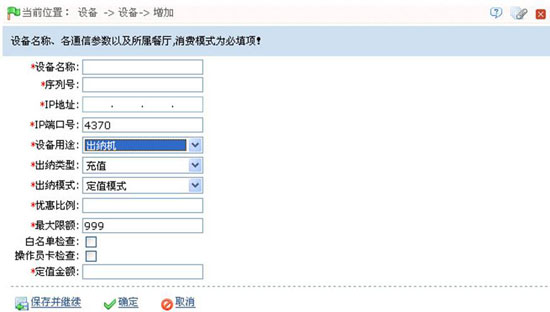 当前位置: 设备 -> 设备-> 增加
设备名称、各通信参数以及所属餐厅,消费模式为必填项!
*设备名称:
*序列号:
*IP地址: . . .
*IP端口号: 4370
*设备用途: 出纳机
*出纳类型: 充值
*出纳模式: 定值模式
*优惠比例:
*最大限额: 999
白名单检查:
操作员卡检查:
*定值金额:
保存并继续 确定 取消